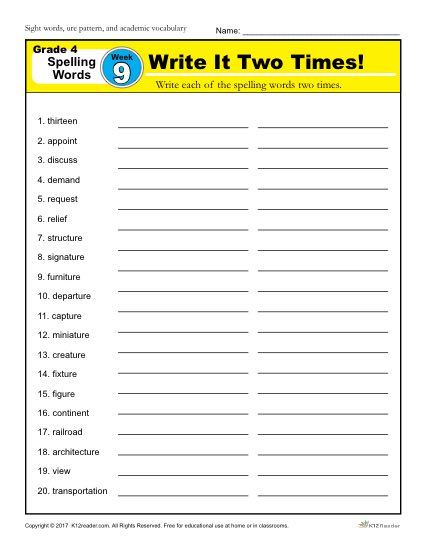 Sight words, ure pattern, and academic vocabulary
Name:
Grade 4
Spelling
Words
Week
9
Write It Two Times!
Write each of the spelling words two times.
1. thirteen
2. appoint
3. discuss
4. demand
5. request
6. relief
7. structure
8. signature
9. furniture
10. departure
11. capture
12. miniature
13. creature
14. fixture
15. figure
16. continent
17. railroad
18. architecture
19. view
20. transportation
Copyright © 2017 K12reader.com. All Rights Reserved. Free for educational use at home or in classrooms.
K12Reader